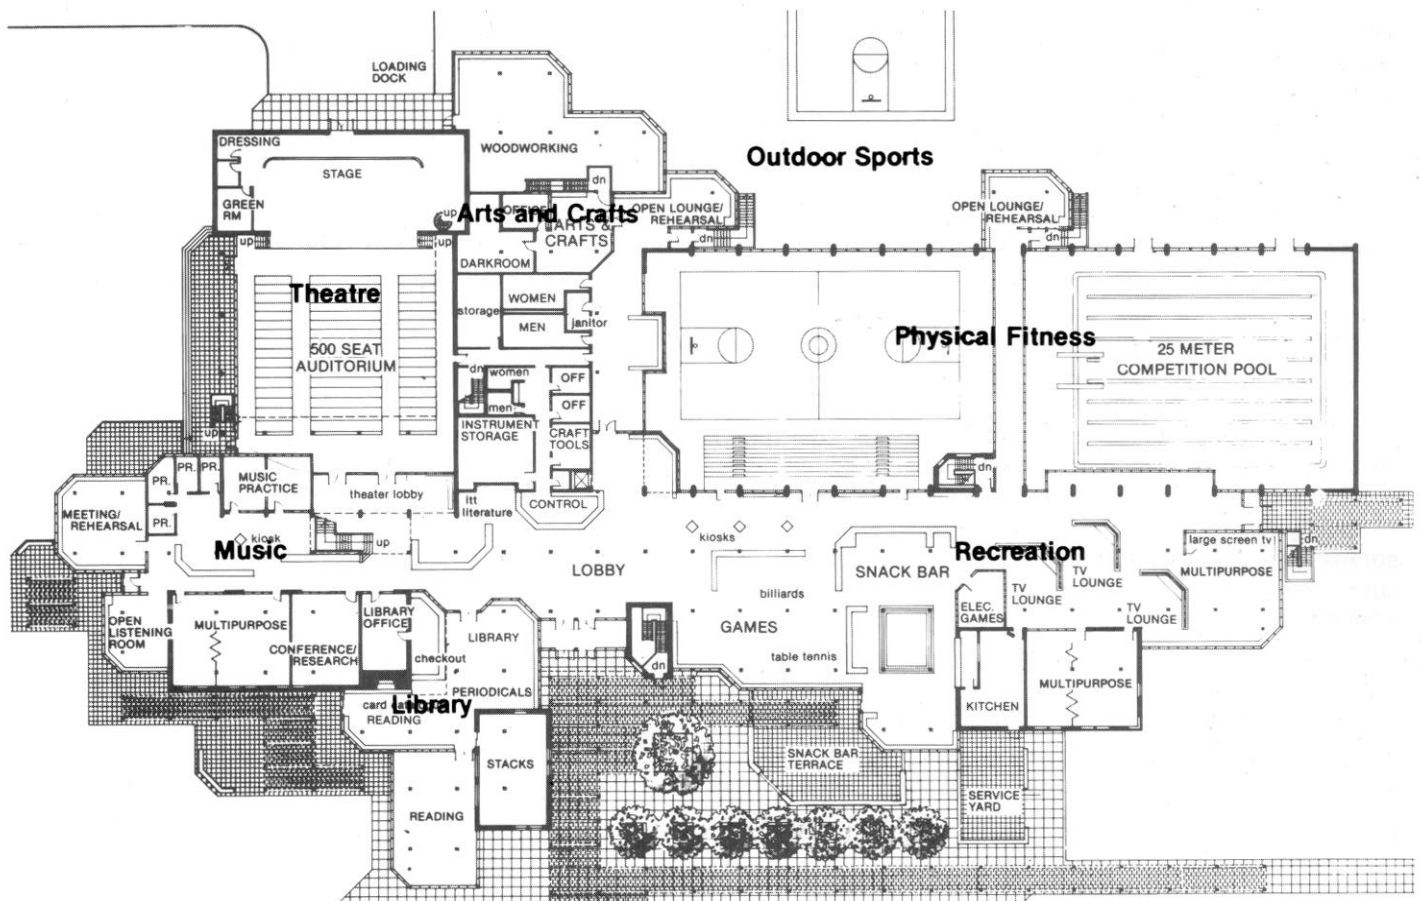 LOADING
DOCK
DRESSING
STAGE
GREEN
RM
up
up
up
WOODWORKING
dn
OFFICE
Arts and Crafts
ARTS &
CRAFTS
DARKROOM
Outdoor Sports
OPEN LOUNGE/
REHEARSAL
dn
OPEN LOUNGE/
REHEARSAL
dn
Theatre
500 SEAT
AUDITORIUM
up
storage
WOMEN
MEN
janitor
dn
women
men
OFF
OFF
INSTRUMENT
STORAGE
CRAFT
TOOLS
Physical Fitness
25 METER
COMPETITION POOL
dn
PR.
PR.
PR.
PR.
MUSIC
PRACTICE
theater lobby
ltt
literature
CONTROL
MEETING/
REHEARSAL
kiosk
Music
up
LOBBY
kiosks
SNACK BAR
Recreation
large screen tv
dn
MULTIPURPOSE
billiards
GAMES
table tennis
ELEC.
GAMES
TV
LOUNGE
TV
LOUNGE
TV
LOUNGE
OPEN
LISTENING
ROOM
MULTIPURPOSE
CONFERENCE/
RESEARCH
LIBRARY
OFFICE
LIBRARY
checkout
PERIODICALS
dn
Library
card
READING
STACKS
READING
KITCHEN
MULTIPURPOSE
SNACK BAR
TERRACE
SERVICE
YARD